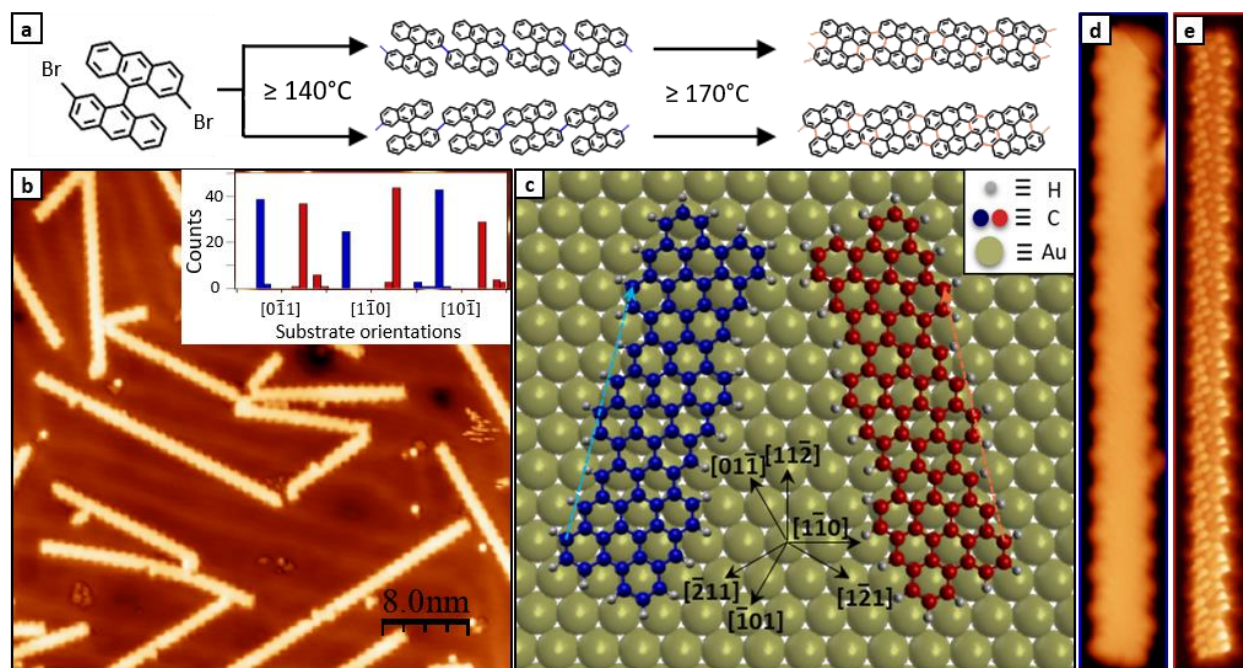 a
Br
Br
≥ 140°C
≥ 170°C
d
e
b
40
20
0
Counts
[01̄1]
[11̄0]
[101̄]
Substrate orientations
8.0nm
c
≡ H
≡ C
≡ Au
[011̄]
[112̄]
[11̄0]
[2̄11]
[1̄01]
[12̄1]